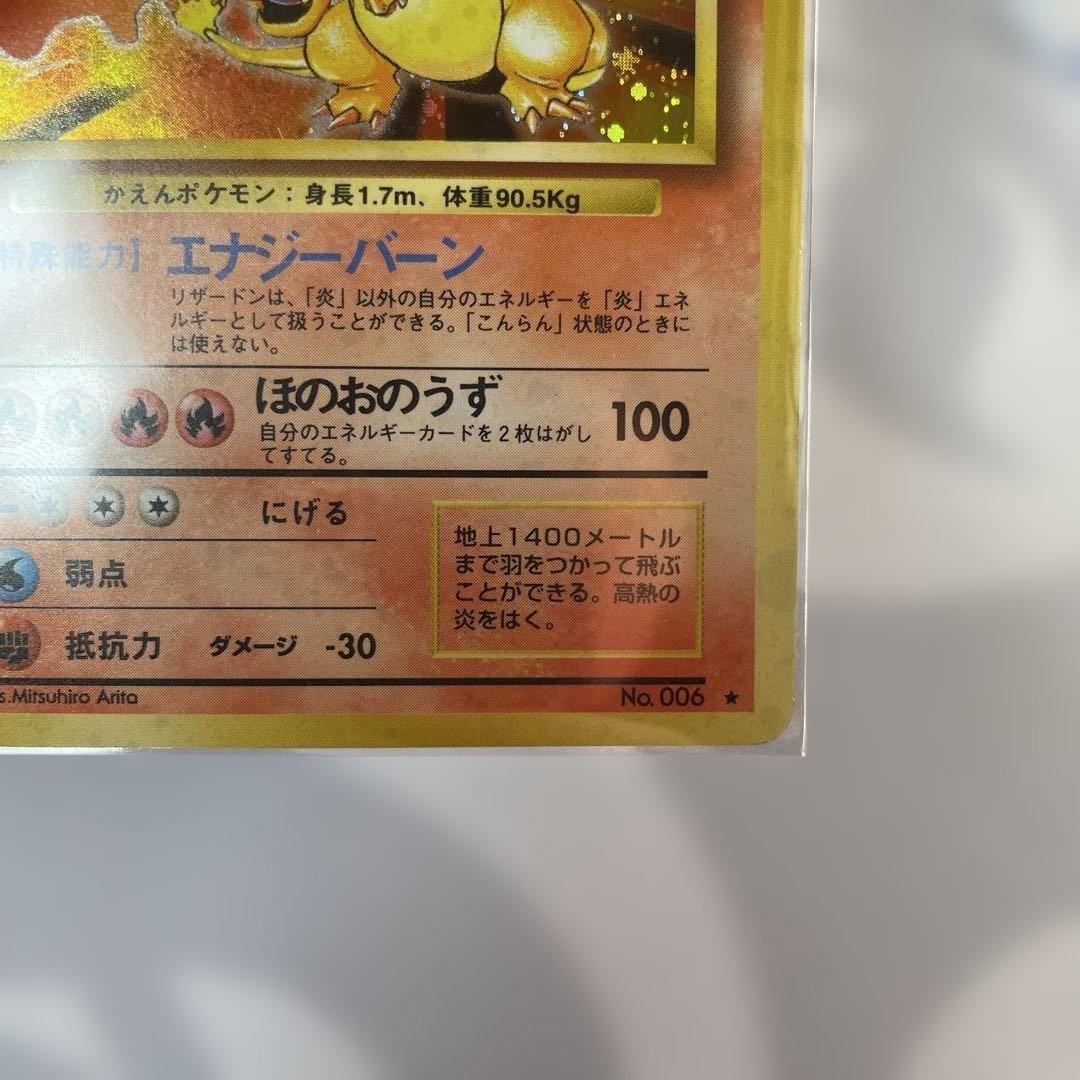 かえんポケモン：身長1.7m、体重90.5Kg
特殊能力］ エナジーバーン
リザードンは、「炎」以外の自分のエネルギーを「炎」エネ
ルギーとして扱うことができる。「こんらん」状態のときに
は使えない。
ほのおのうず 100
自分のエネルギーカードを2枚はがし
てすてる。
にげる
弱点
抵抗力 ダメージ -30
地上1400メートル
まで羽をつかって飛ぶ
ことができる。高熱の
炎をはく。
s.Mitsuhiro Arita
No. 006 ★